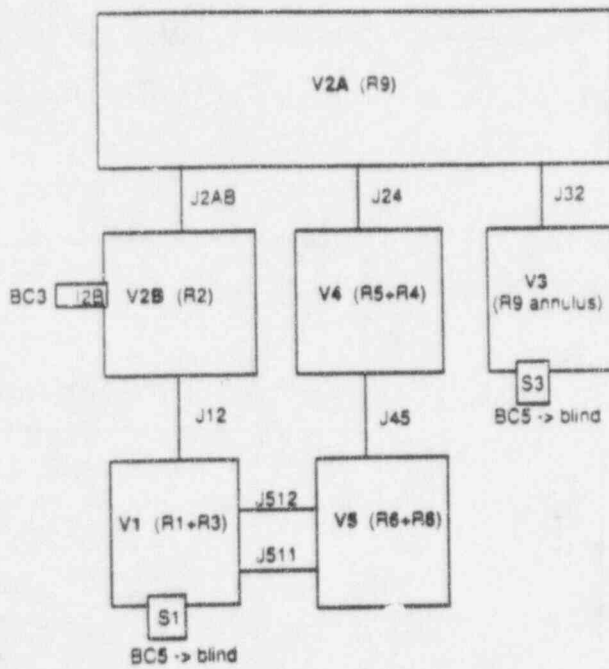 V2A (R9)
J2AB
J24
J32
BC3
I2B
V2B (R2)
V4 (R5+R4)
V3
(R9 annulus)
S3
BC5 -> blind
J12
J45
V1 (R1+R3)
J512
J511
V5 (R6+R8)
S1
BC5 -> blind